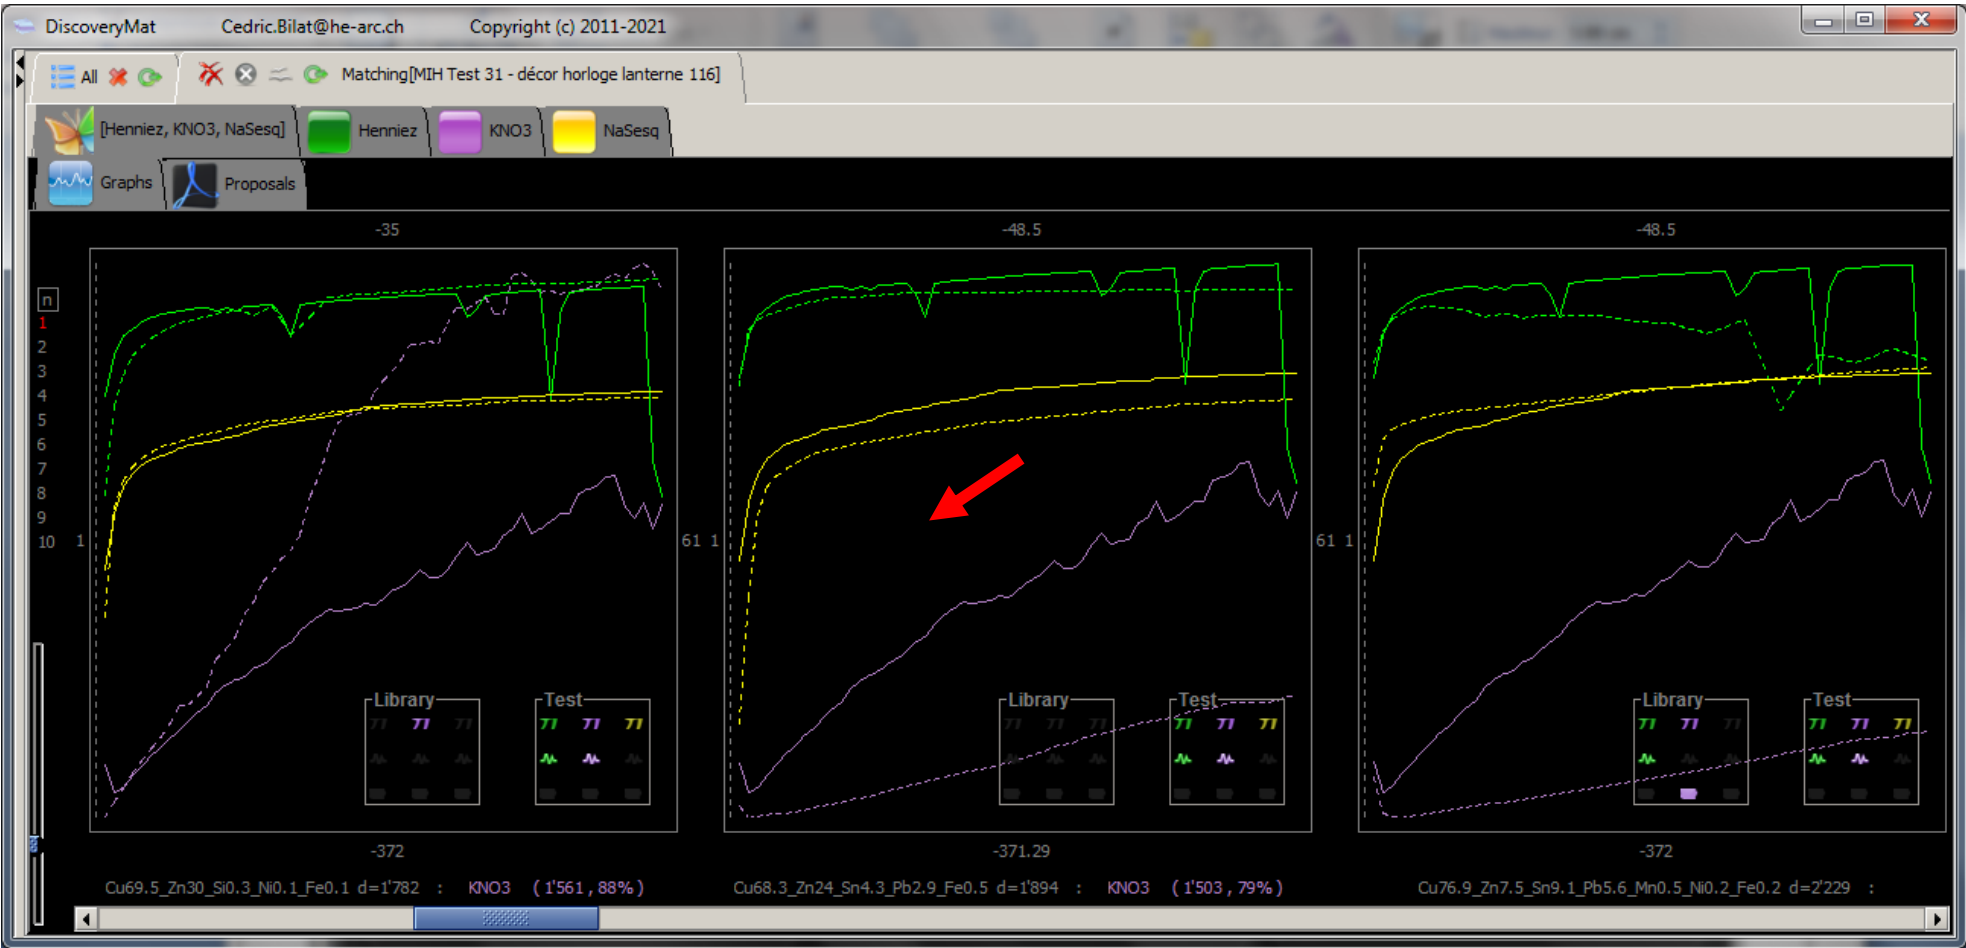 DiscoveryMat Cedric.Bilat@he-arc.ch Copyright (c) 2011-2021
All Matching[MIH Test 31 - décor horloge lanterne 116]
[Henniez, KNO3, NaSesq] Henniez KNO3 NaSesq
Graphs Proposals
-35 -48.5 -48.5
n
1
2
3
4
5
6
7
8
9
10 1 61 1 61 1
Library Test Library Test Library Test
-372 -371.29 -372
Cu69.5_Zn30_Si0.3_Ni0.1_Fe0.1 d=1'782 : KNO3 (1'561, 88%) Cu68.3_Zn24_Sn4.3_Pb2.9_Fe0.5 d=1'894 : KNO3 (1'503, 79%) Cu76.9_Zn7.5_Sn9.1_Pb5.6_Mn0.5_Ni0.2_Fe0.2 d=2'229 :